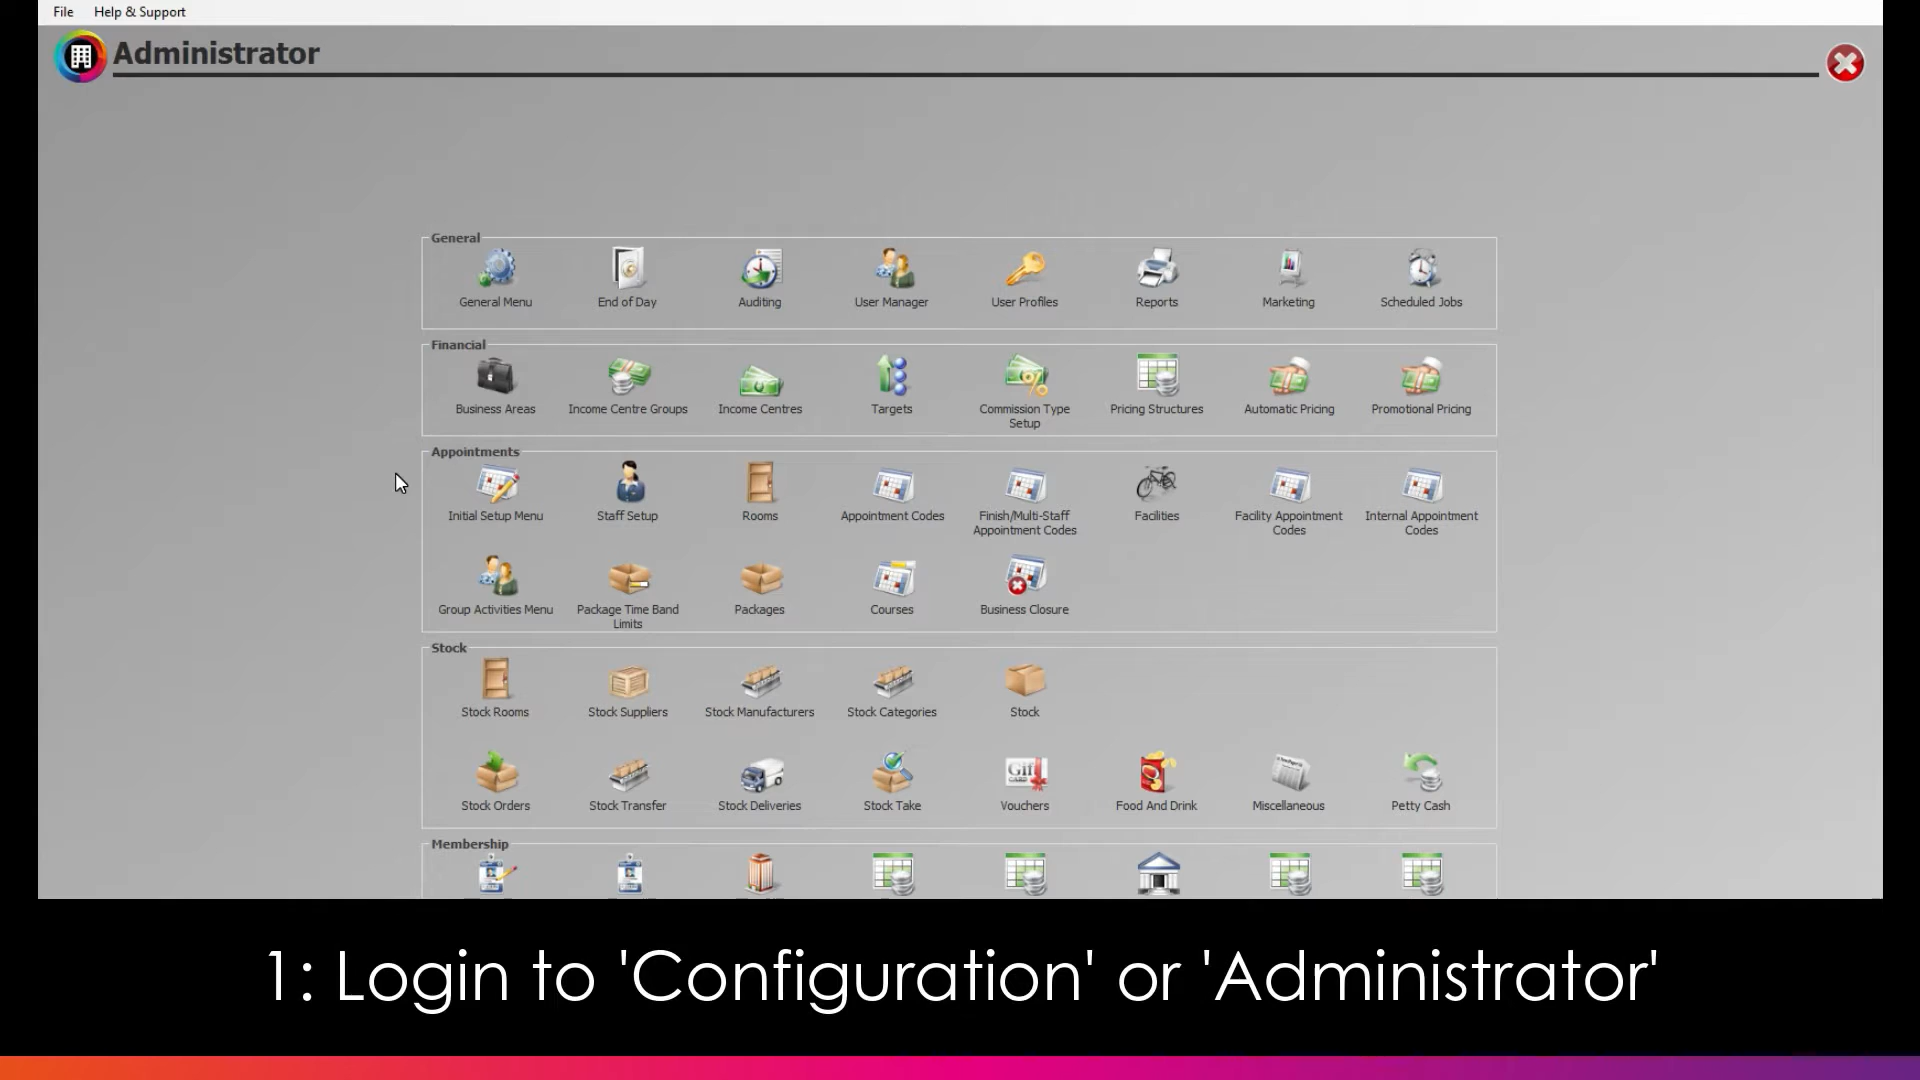 File Help & Support
Administrator
General
General Menu End of Day Auditing User Manager User Profiles Reports Marketing Scheduled Jobs
Financial
Business Areas Income Centre Groups Income Centres Targets Commission Type Setup Pricing Structures Automatic Pricing Promotional Pricing
Appointments
Initial Setup Menu Staff Setup Rooms Appointment Codes Finish/Multi-Staff Appointment Codes Facilities Facility Appointment Codes Internal Appointment Codes
Group Activities Menu Package Time Band Limits Packages Courses Business Closure
Stock
Stock Rooms Stock Suppliers Stock Manufacturers Stock Categories Stock
Stock Orders Stock Transfer Stock Deliveries Stock Take Vouchers Food And Drink Miscellaneous Petty Cash
Membership
1: Login to 'Configuration' or 'Administrator'